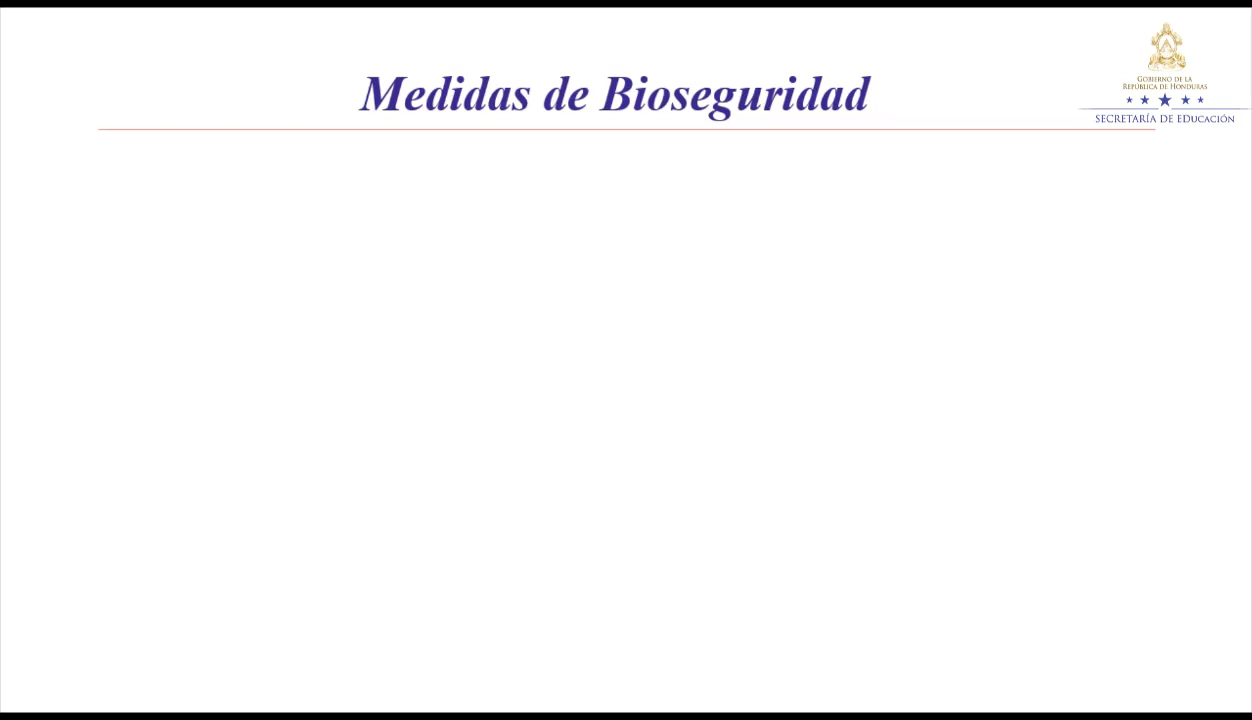 Medidas de Bioseguridad
GOBIERNO DE LA
REPÚBLICA DE HONDURAS
SECRETARÍA DE EDUCACIÓN